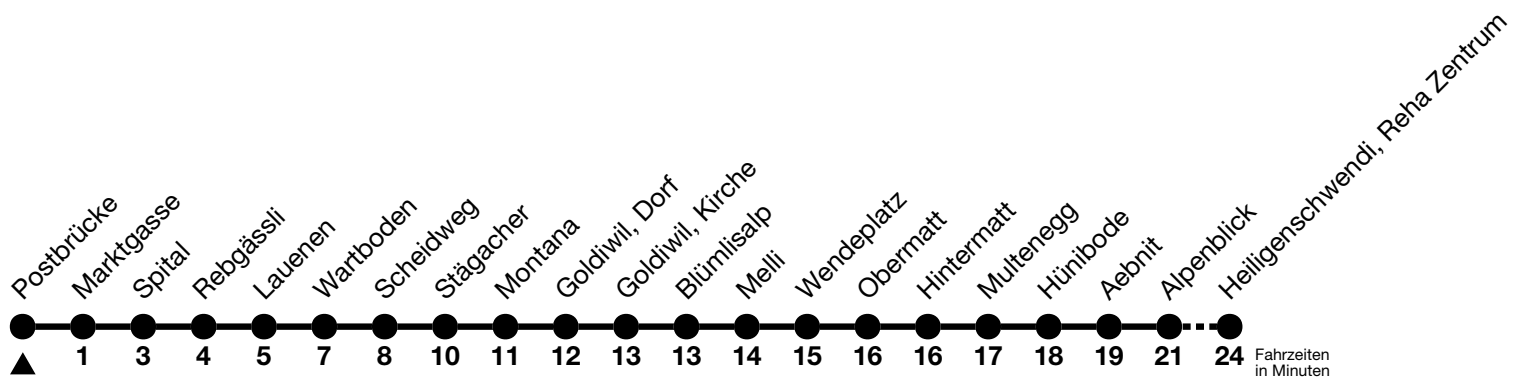 Postbrücke
Marktgasse
Spital
Rebgässli
Lauenen
Wartboden
Scheidweg
Stägacher
Montana
Goldiwil, Dorf
Goldiwil, Kirche
Blümlisalp
Melli
Wendeplatz
Obermatt
Hintermatt
Multenegg
Hünibode
Aebnit
Alpenblick
Heiligenschwendi, Reha Zentrum
1 3 4 5 7 8 10 11 12 13 13 14 15 16 16 17 18 19 21 24
Fahrzeiten
in Minuten